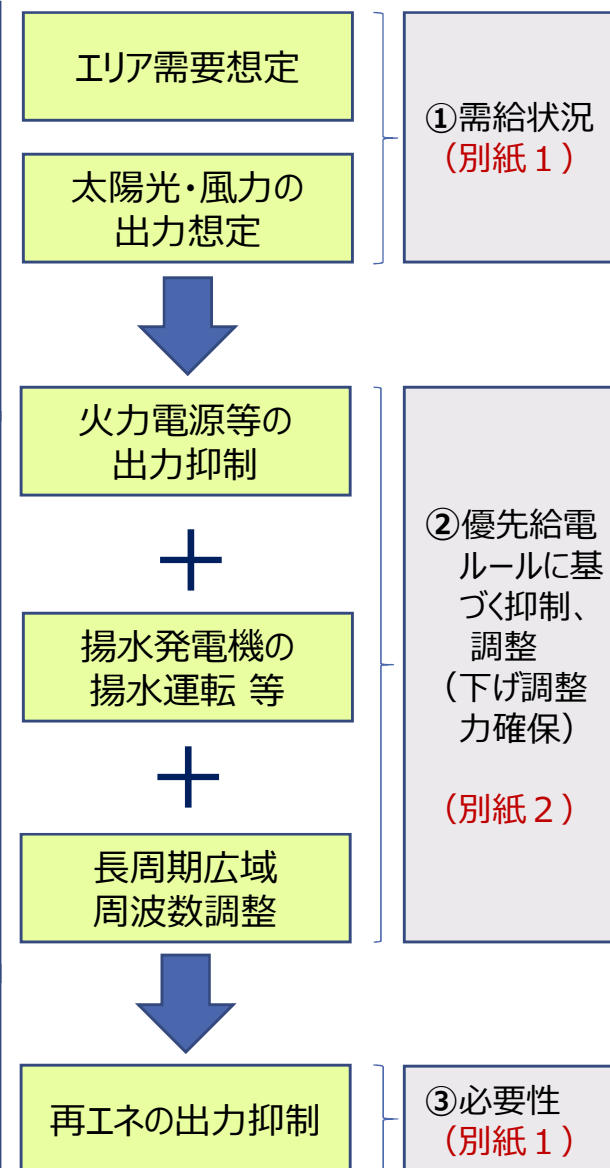 エリア需要想定
太陽光・風力の
出力想定
①需給状況
（別紙１）
火力電源等の
出力抑制
＋
揚水発電機の
揚水運転 等
＋
長周期広域
周波数調整
②優先給電
ルールに基
づく抑制、
調整
（下げ調整
力確保）
（別紙２）
再エネの出力抑制
③必要性
（別紙１）